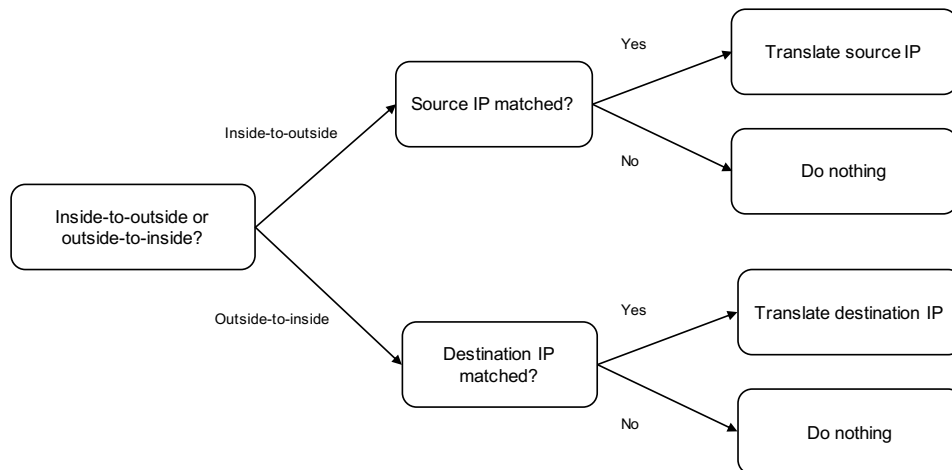 Yes
Translate source IP
Source IP matched?
Inside-to-outside
No
Do nothing
Inside-to-outside or
outside-to-inside?
Outside-to-inside
Yes
Translate destination IP
Destination IP
matched?
No
Do nothing